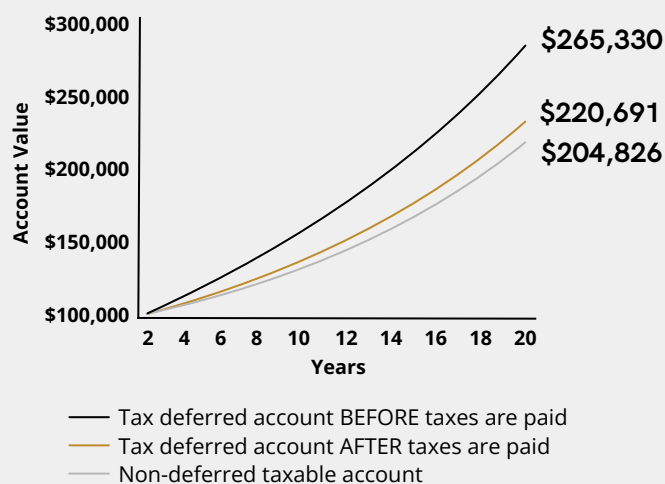 $300,000
$265,330
$250,000
$220,691
$204,826
$200,000
$150,000
$100,000
Account Value
2 4 6 8 10 12 14 16 18 20
Years
Tax deferred account BEFORE taxes are paid
Tax deferred account AFTER taxes are paid
Non-deferred taxable account